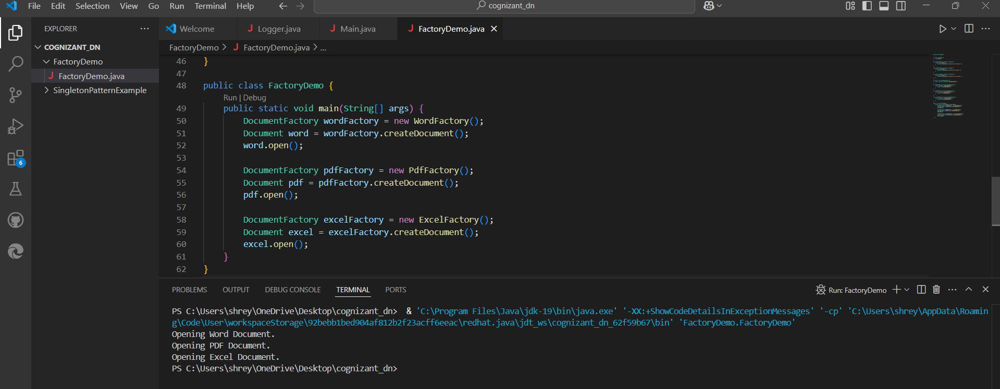 File Edit Selection View Go Run Terminal Help cognizant_dn
EXPLORER
COGNIZANT_DN
FactoryDemo
FactoryDemo.java
SingletonPatternExample
6
Welcome Logger.java Main.java FactoryDemo.java
FactoryDemo > FactoryDemo.java > ...
46 }
47
48 public class FactoryDemo {
Run | Debug
49 public static void main(String[] args) {
50 DocumentFactory wordFactory = new WordFactory();
51 Document word = wordFactory.createDocument();
52 word.open();
53
54 DocumentFactory pdfFactory = new PdfFactory();
55 Document pdf = pdfFactory.createDocument();
56 pdf.open();
57
58 DocumentFactory excelFactory = new ExcelFactory();
59 Document excel = excelFactory.createDocument();
60 excel.open();
61 }
62 }
PROBLEMS OUTPUT DEBUG CONSOLE TERMINAL PORTS Run: FactoryDemo
PS C:\Users\shrey\OneDrive\Desktop\cognizant_dn> & 'C:\Program Files\Java\jdk-19\bin\java.exe' '-XX:+ShowCodeDetailsInExceptionMessages' '-cp' 'C:\Users\shrey\AppData\Roamin
g\Code\User\workspaceStorage\92bebb1bed904af812b2f23acff6eeac\redhat.java\jdt_ws\cognizant_dn_62f59b67\bin' 'FactoryDemo.FactoryDemo'
Opening Word Document.
Opening PDF Document.
Opening Excel Document.
PS C:\Users\shrey\OneDrive\Desktop\cognizant_dn>